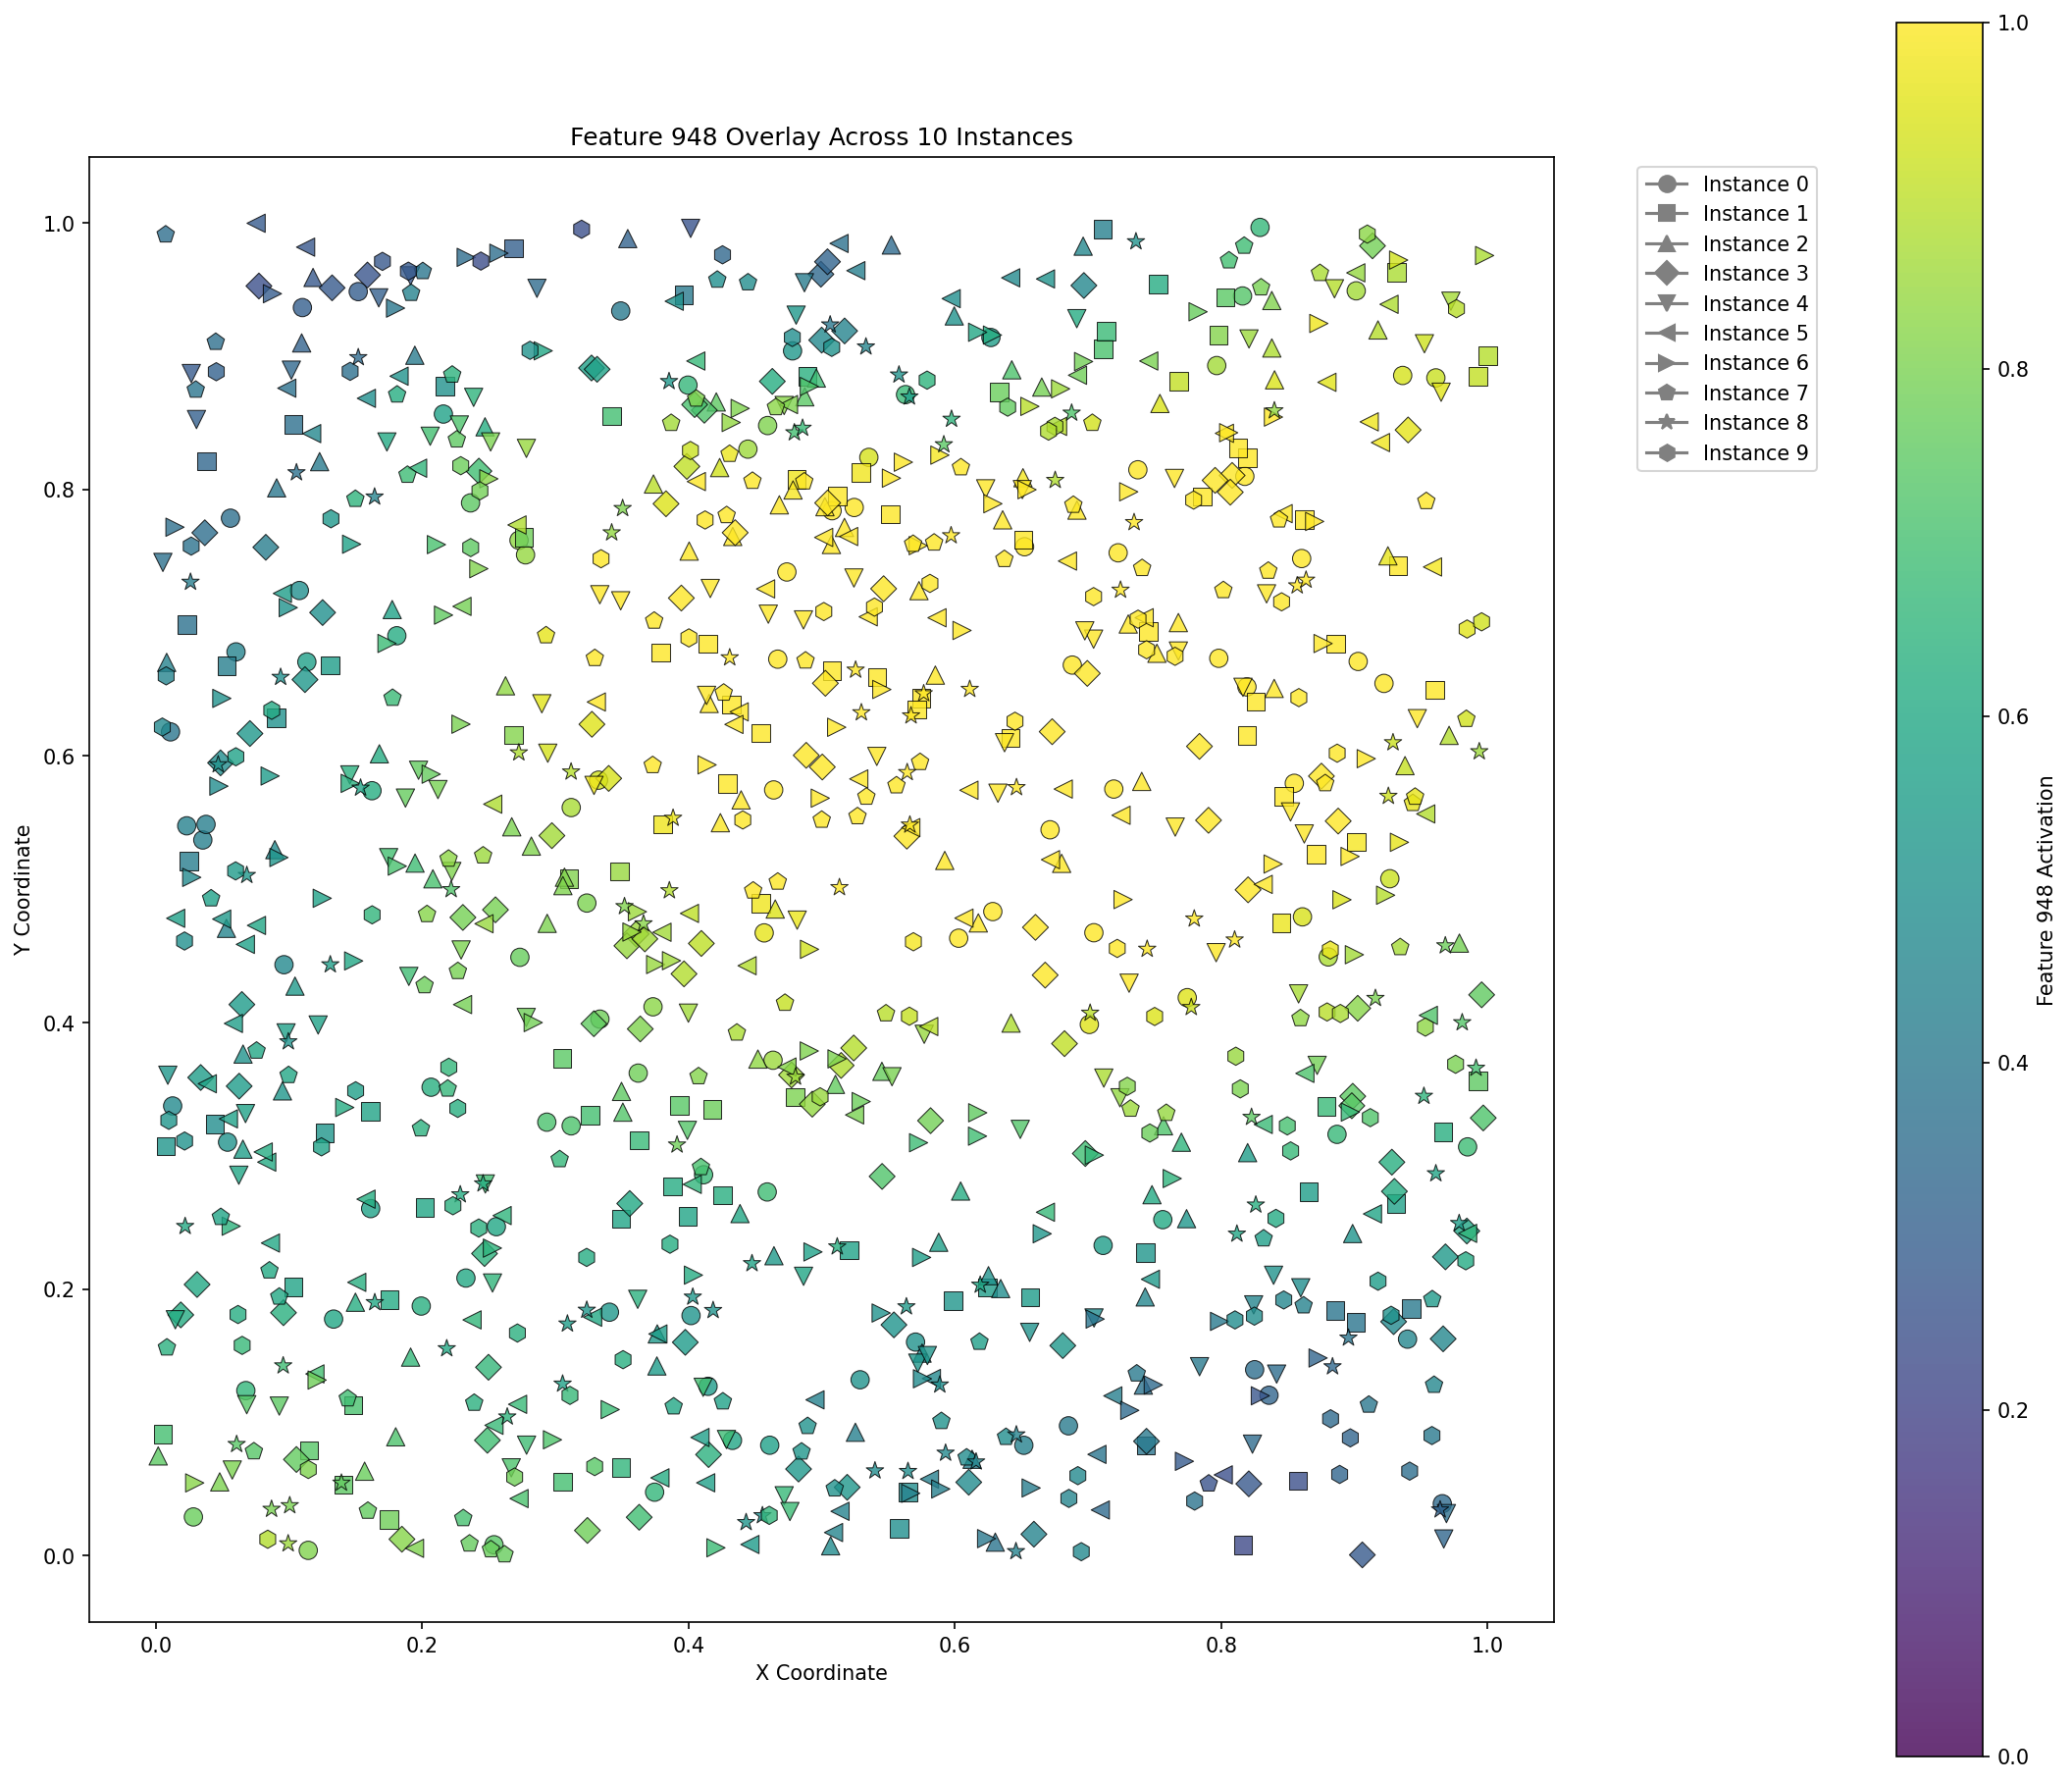 Feature 948 Overlay Across 10 Instances
1.0
0.8
0.6
0.4
0.2
0.0
Y Coordinate
0.0 0.2 0.4 0.6 0.8 1.0
X Coordinate
Instance 0
Instance 1
Instance 2
Instance 3
Instance 4
Instance 5
Instance 6
Instance 7
Instance 8
Instance 9
1.0
0.8
0.6
0.4
0.2
0.0
Feature 948 Activation